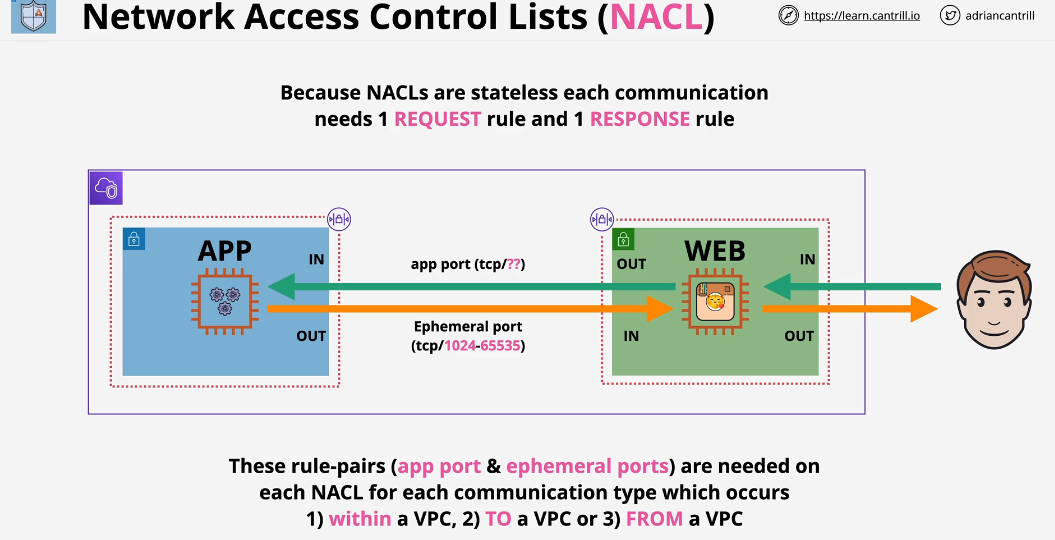 Network Access Control Lists (NACL)
https://learn.cantrill.io
adriancantrill
Because NACLs are stateless each communication
needs 1 REQUEST rule and 1 RESPONSE rule
APP
IN
OUT
app port (tcp/??)
Ephemeral port
(tcp/1024-65535)
WEB
OUT
IN
IN
OUT
These rule-pairs (app port & ephemeral ports) are needed on
each NACL for each communication type which occurs
1) within a VPC, 2) TO a VPC or 3) FROM a VPC